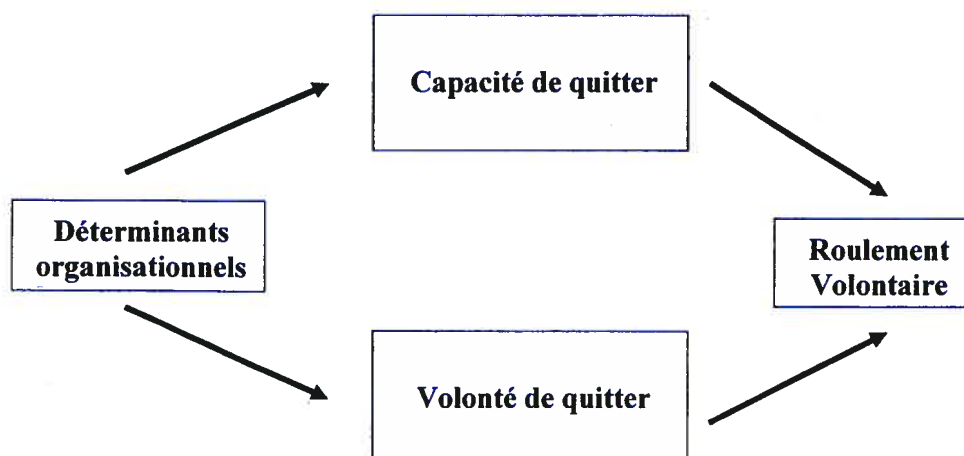 Capacité de quitter
Déterminants
organisationnels
Roulement
Volontaire
Volonté de quitter